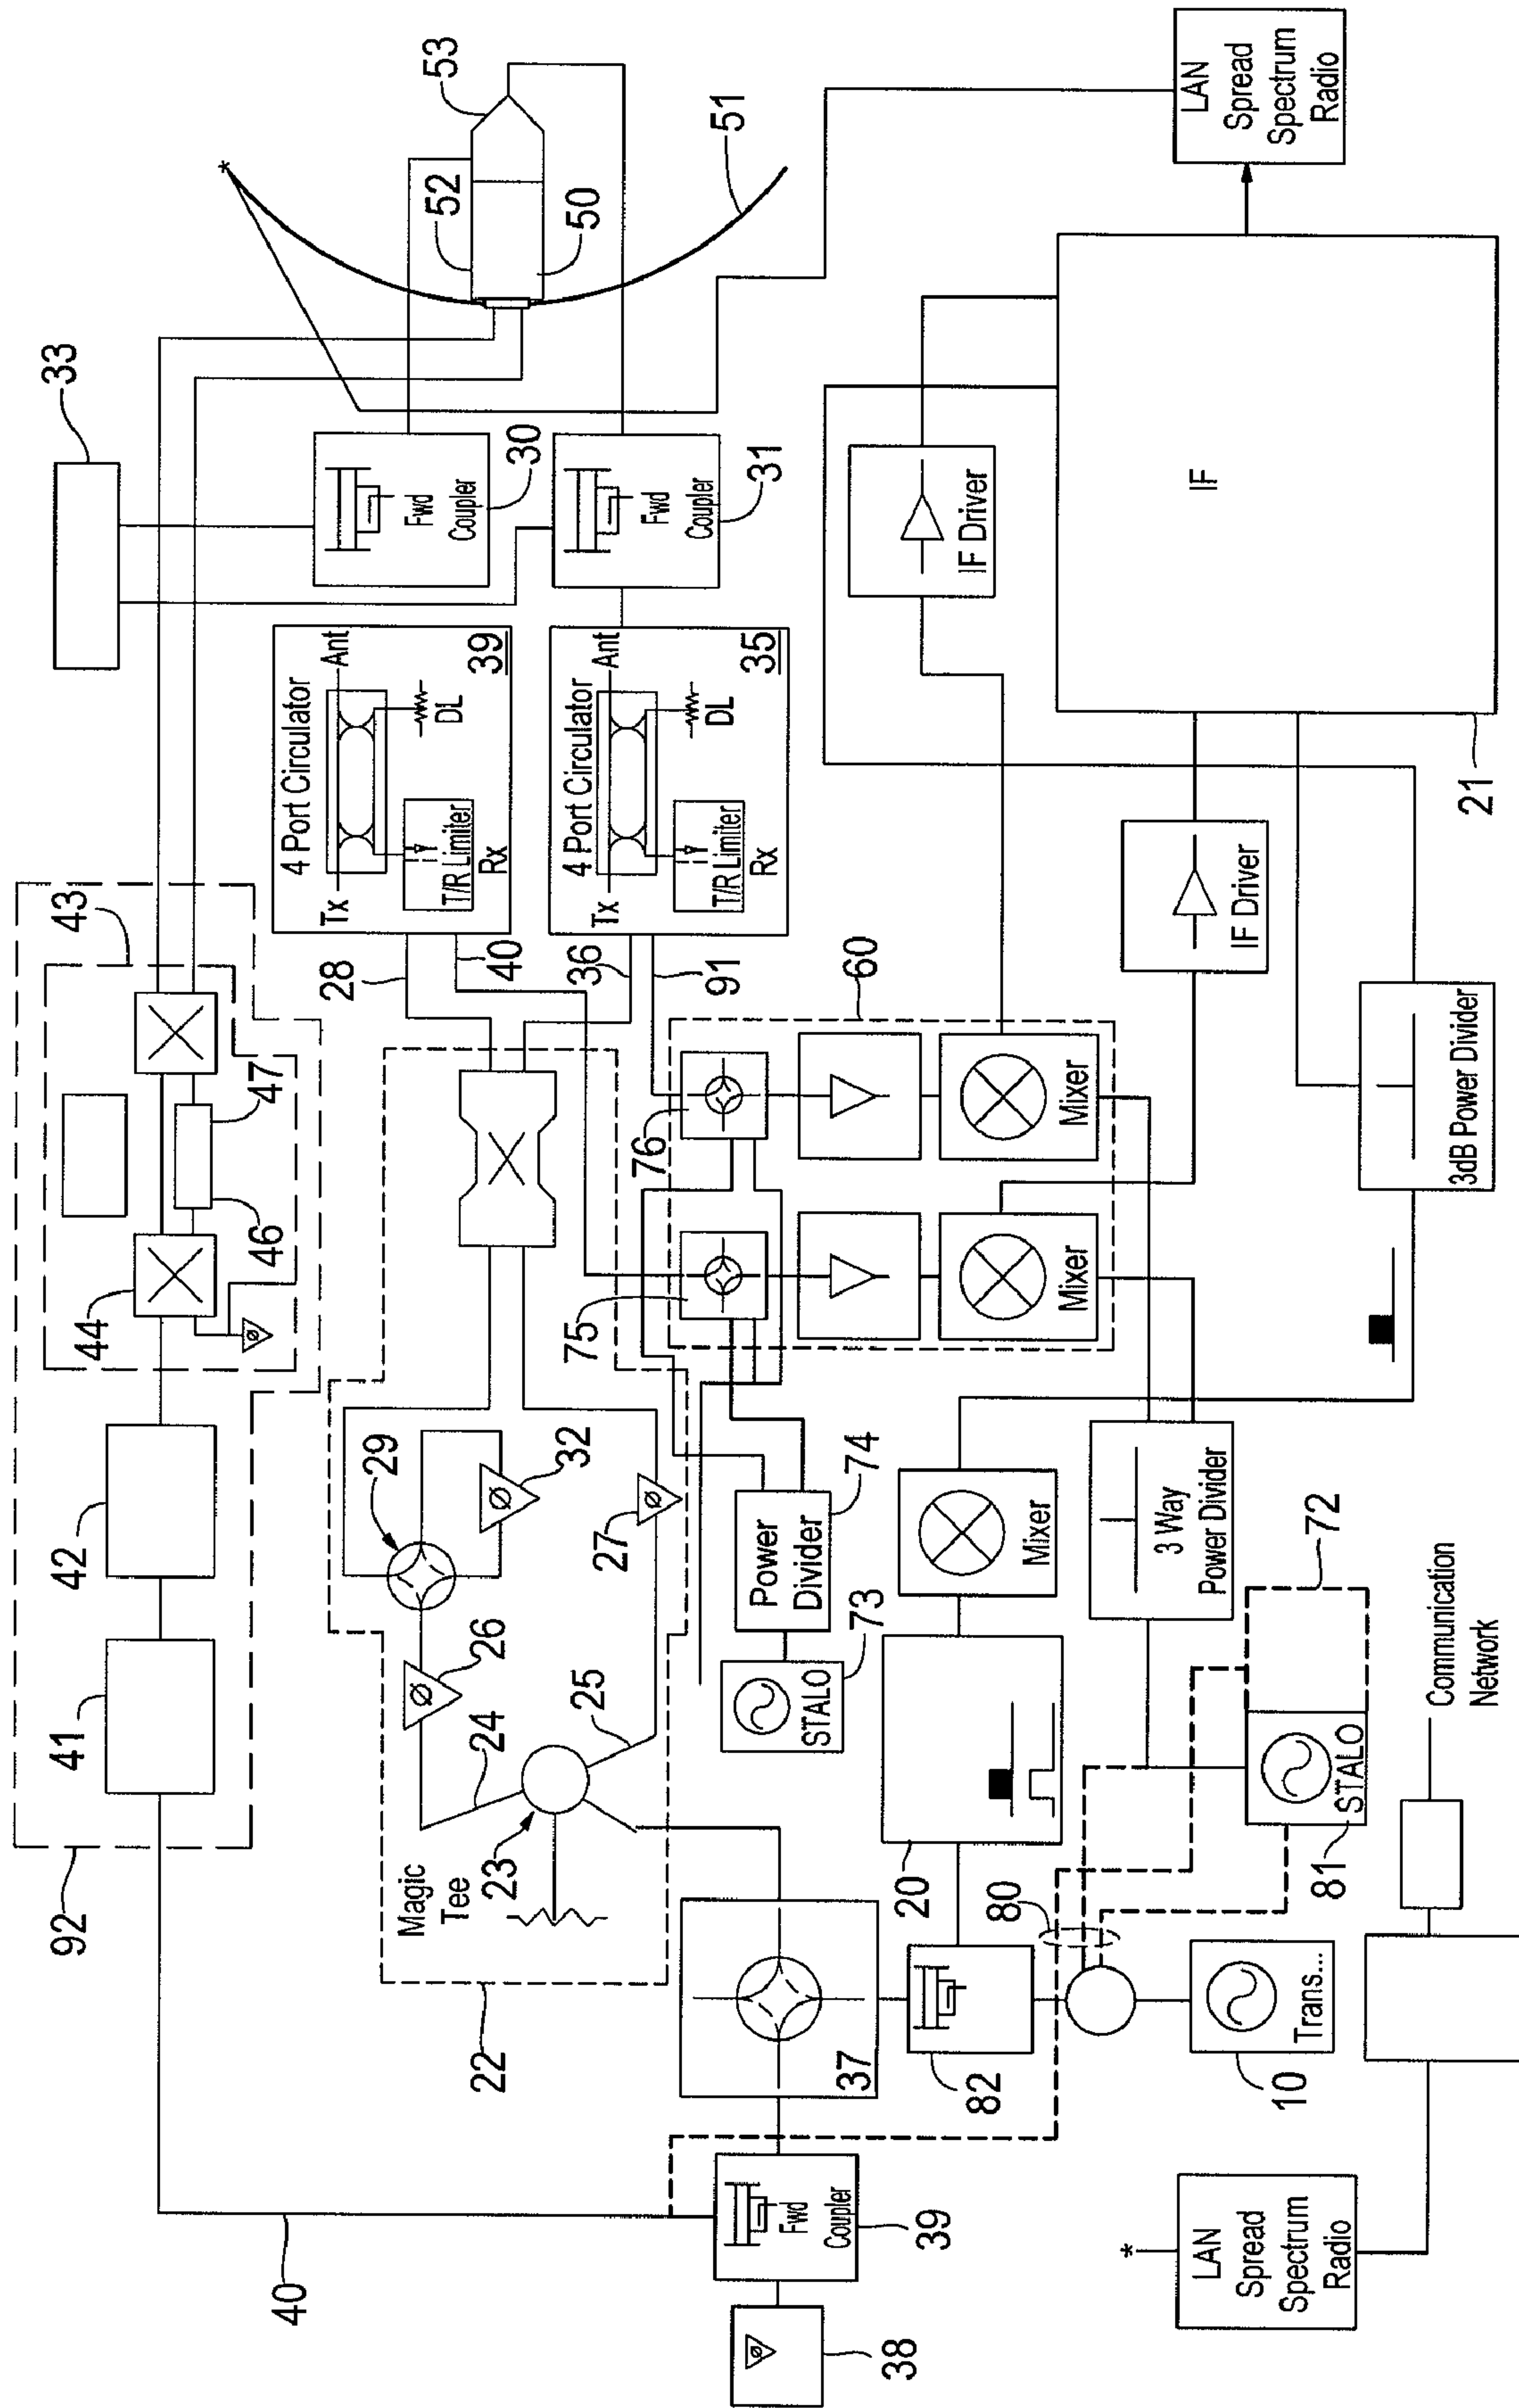 33
53
52
50
51
LAN
Spread
Spectrum
Radio
43
44
46
47
42
41
92
40
Fwd
Coupler
30
Fwd
Coupler
31
4 Port Circulator
Tx
Ant
T/R Limiter
Rx
DL
39
4 Port Circulator
Tx
Ant
T/R Limiter
Rx
DL
35
28
40
36
91
29
32
26
27
24
25
23
Magic
Tee
22
60
76
75
Mixer
Mixer
IF Driver
IF Driver
IF
21
3dB Power Divider
Power
Divider
74
STALO
73
Mixer
20
3 Way
Power Divider
72
STALO
81
80
37
82
Trans...
10
Fwd
Coupler
39
38
LAN
Spread
Spectrum
Radio
*
*
Communication
Network
ø
ø
ø
ø
ø